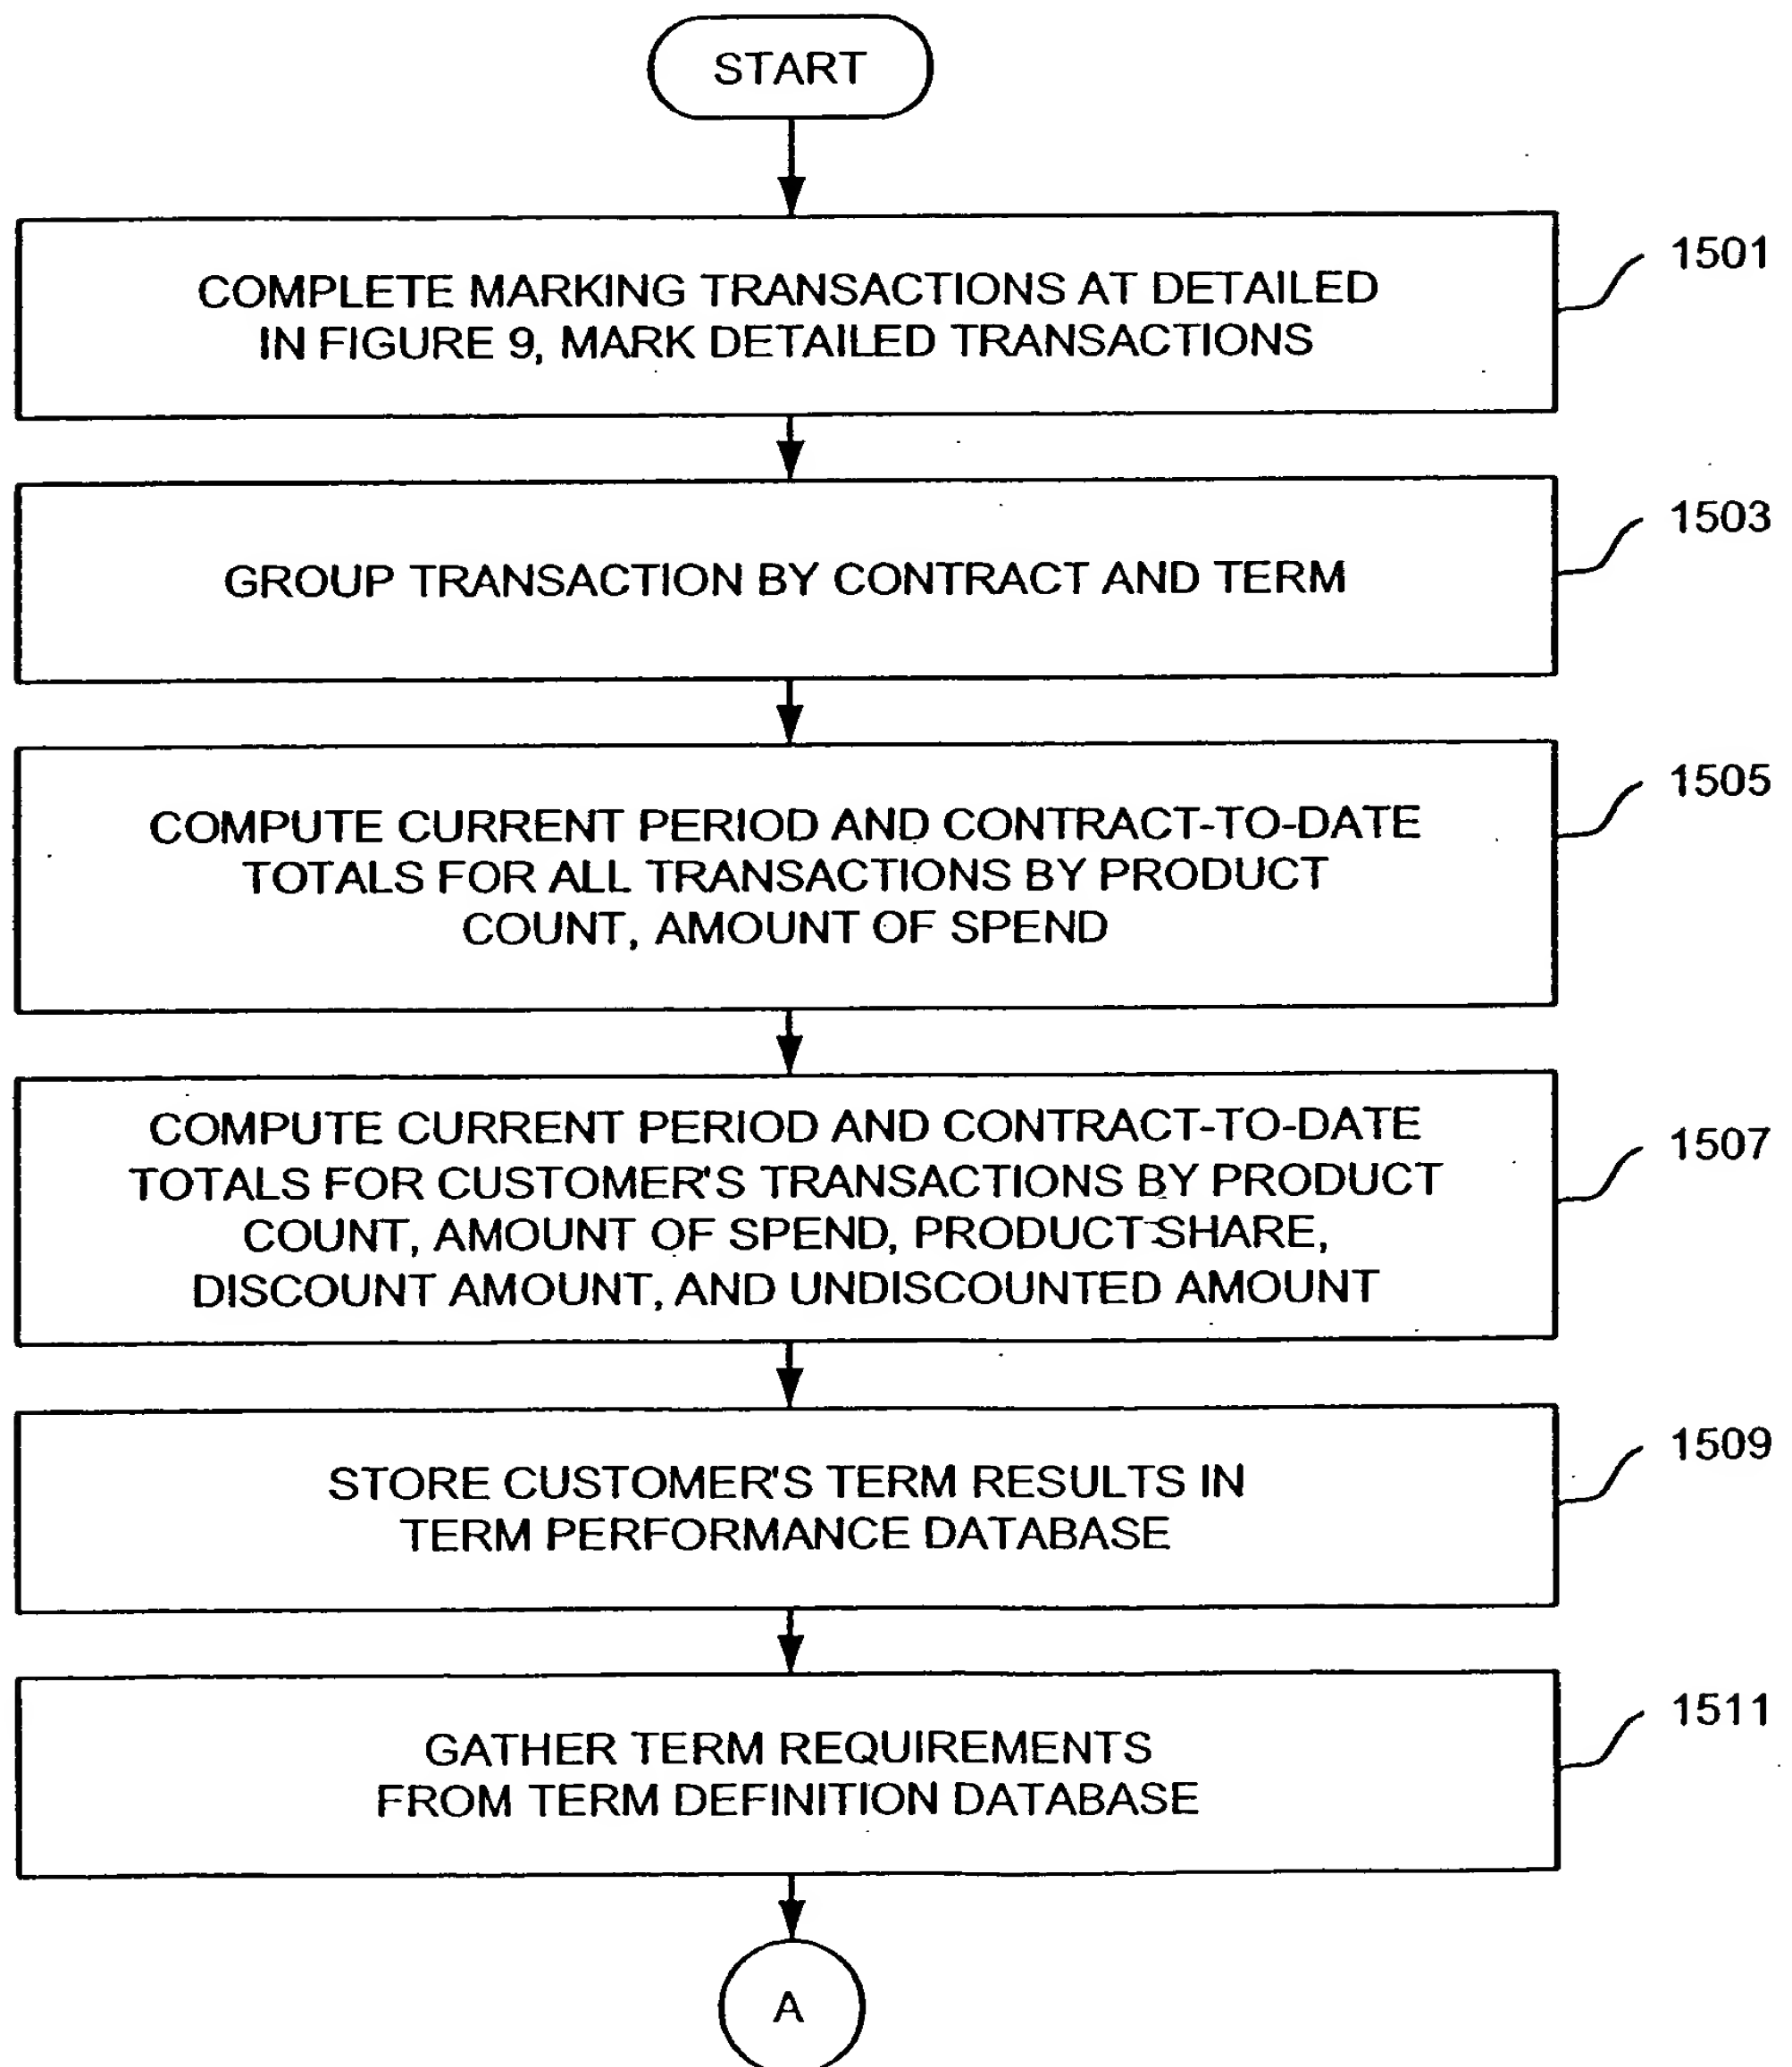 START
COMPLETE MARKING TRANSACTIONS AT DETAILED
IN FIGURE 9, MARK DETAILED TRANSACTIONS
1501
GROUP TRANSACTION BY CONTRACT AND TERM
1503
COMPUTE CURRENT PERIOD AND CONTRACT-TO-DATE
TOTALS FOR ALL TRANSACTIONS BY PRODUCT
COUNT, AMOUNT OF SPEND
1505
COMPUTE CURRENT PERIOD AND CONTRACT-TO-DATE
TOTALS FOR CUSTOMER'S TRANSACTIONS BY PRODUCT
COUNT, AMOUNT OF SPEND, PRODUCT SHARE,
DISCOUNT AMOUNT, AND UNDISCOUNTED AMOUNT
1507
STORE CUSTOMER'S TERM RESULTS IN
TERM PERFORMANCE DATABASE
1509
GATHER TERM REQUIREMENTS
FROM TERM DEFINITION DATABASE
1511
A